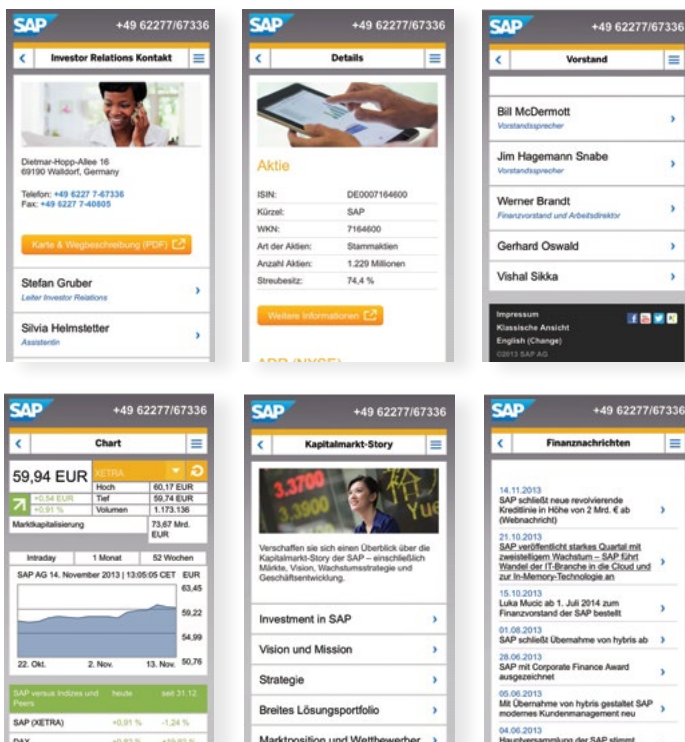 SAP +49 62277/67336
Investor Relations Kontakt
Dietmar-Hopp-Allee 16
69190 Walldorf, Germany
Telefon: +49 6227 7-67336
Fax: +49 6227 7-40805
Karte & Wegbeschreibung (PDF)
Stefan Gruber
Leiter Investor Relations
Silvia Helmstetter
Assistentin
SAP +49 62277/67336
Details
Aktie
ISIN: DE0007164600
Kürzel: SAP
WKN: 7164600
Art der Aktien: Stammaktien
Anzahl Aktien: 1.229 Millionen
Streubesitz: 74,4 %
Weitere Informationen
ADR (NYSE)
SAP +49 62277/67336
Vorstand
Bill McDermott
Vorstandssprecher
Jim Hagemann Snabe
Vorstandssprecher
Werner Brandt
Finanzvorstand und Arbeitsdirektor
Gerhard Oswald
Vishal Sikka
Impressum
Klassische Ansicht
English (Change)
©2013 SAP AG
SAP +49 62277/67336
Chart
59,94 EUR XETRA
Hoch 60,17 EUR
+0,54 EUR Tief 59,74 EUR
+0,91 % Volumen 1.173.136
Marktkapitalisierung 73,67 Mrd.
EUR
Intraday 1 Monat 52 Wochen
SAP AG 14. November 2013 | 13:05:05 CET EUR
63,45
59,22
54,99
50,76
22. Okt. 2. Nov. 13. Nov.
SAP versus Indizes und heute seit 31.12.
Peers
SAP (XETRA) +0,91 % -1,24 %
DAX
SAP +49 62277/67336
Kapitalmarkt-Story
3.3700
3.3900
Yue
Verschaffen sie sich einen Überblick über die
Kapitalmarkt-Story der SAP – einschließlich
Märkte, Vision, Wachstumsstrategie und
Geschäftsentwicklung.
Investment in SAP
Vision und Mission
Strategie
Breites Lösungsportfolio
Marktposition und Wettbewerber
SAP +49 62277/67336
Finanznachrichten
14.11.2013
SAP schließt neue revolvierende
Kreditlinie in Höhe von 2 Mrd. € ab
(Webnachricht)
21.10.2013
SAP veröffentlicht starkes Quartal mit
zweistelligem Wachstum – SAP führt
Wandel der IT-Branche in die Cloud und
zur In-Memory-Technologie an
15.10.2013
Luka Mucic ab 1. Juli 2014 zum
Finanzvorstand der SAP bestellt
01.08.2013
SAP schließt Übernahme von hybris ab
28.06.2013
SAP mit Corporate Finance Award
ausgezeichnet
05.06.2013
Mit Übernahme von hybris gestaltet SAP
modernes Kundenmanagement neu
04.06.2013
Hauptversammlung der SAP stimmt